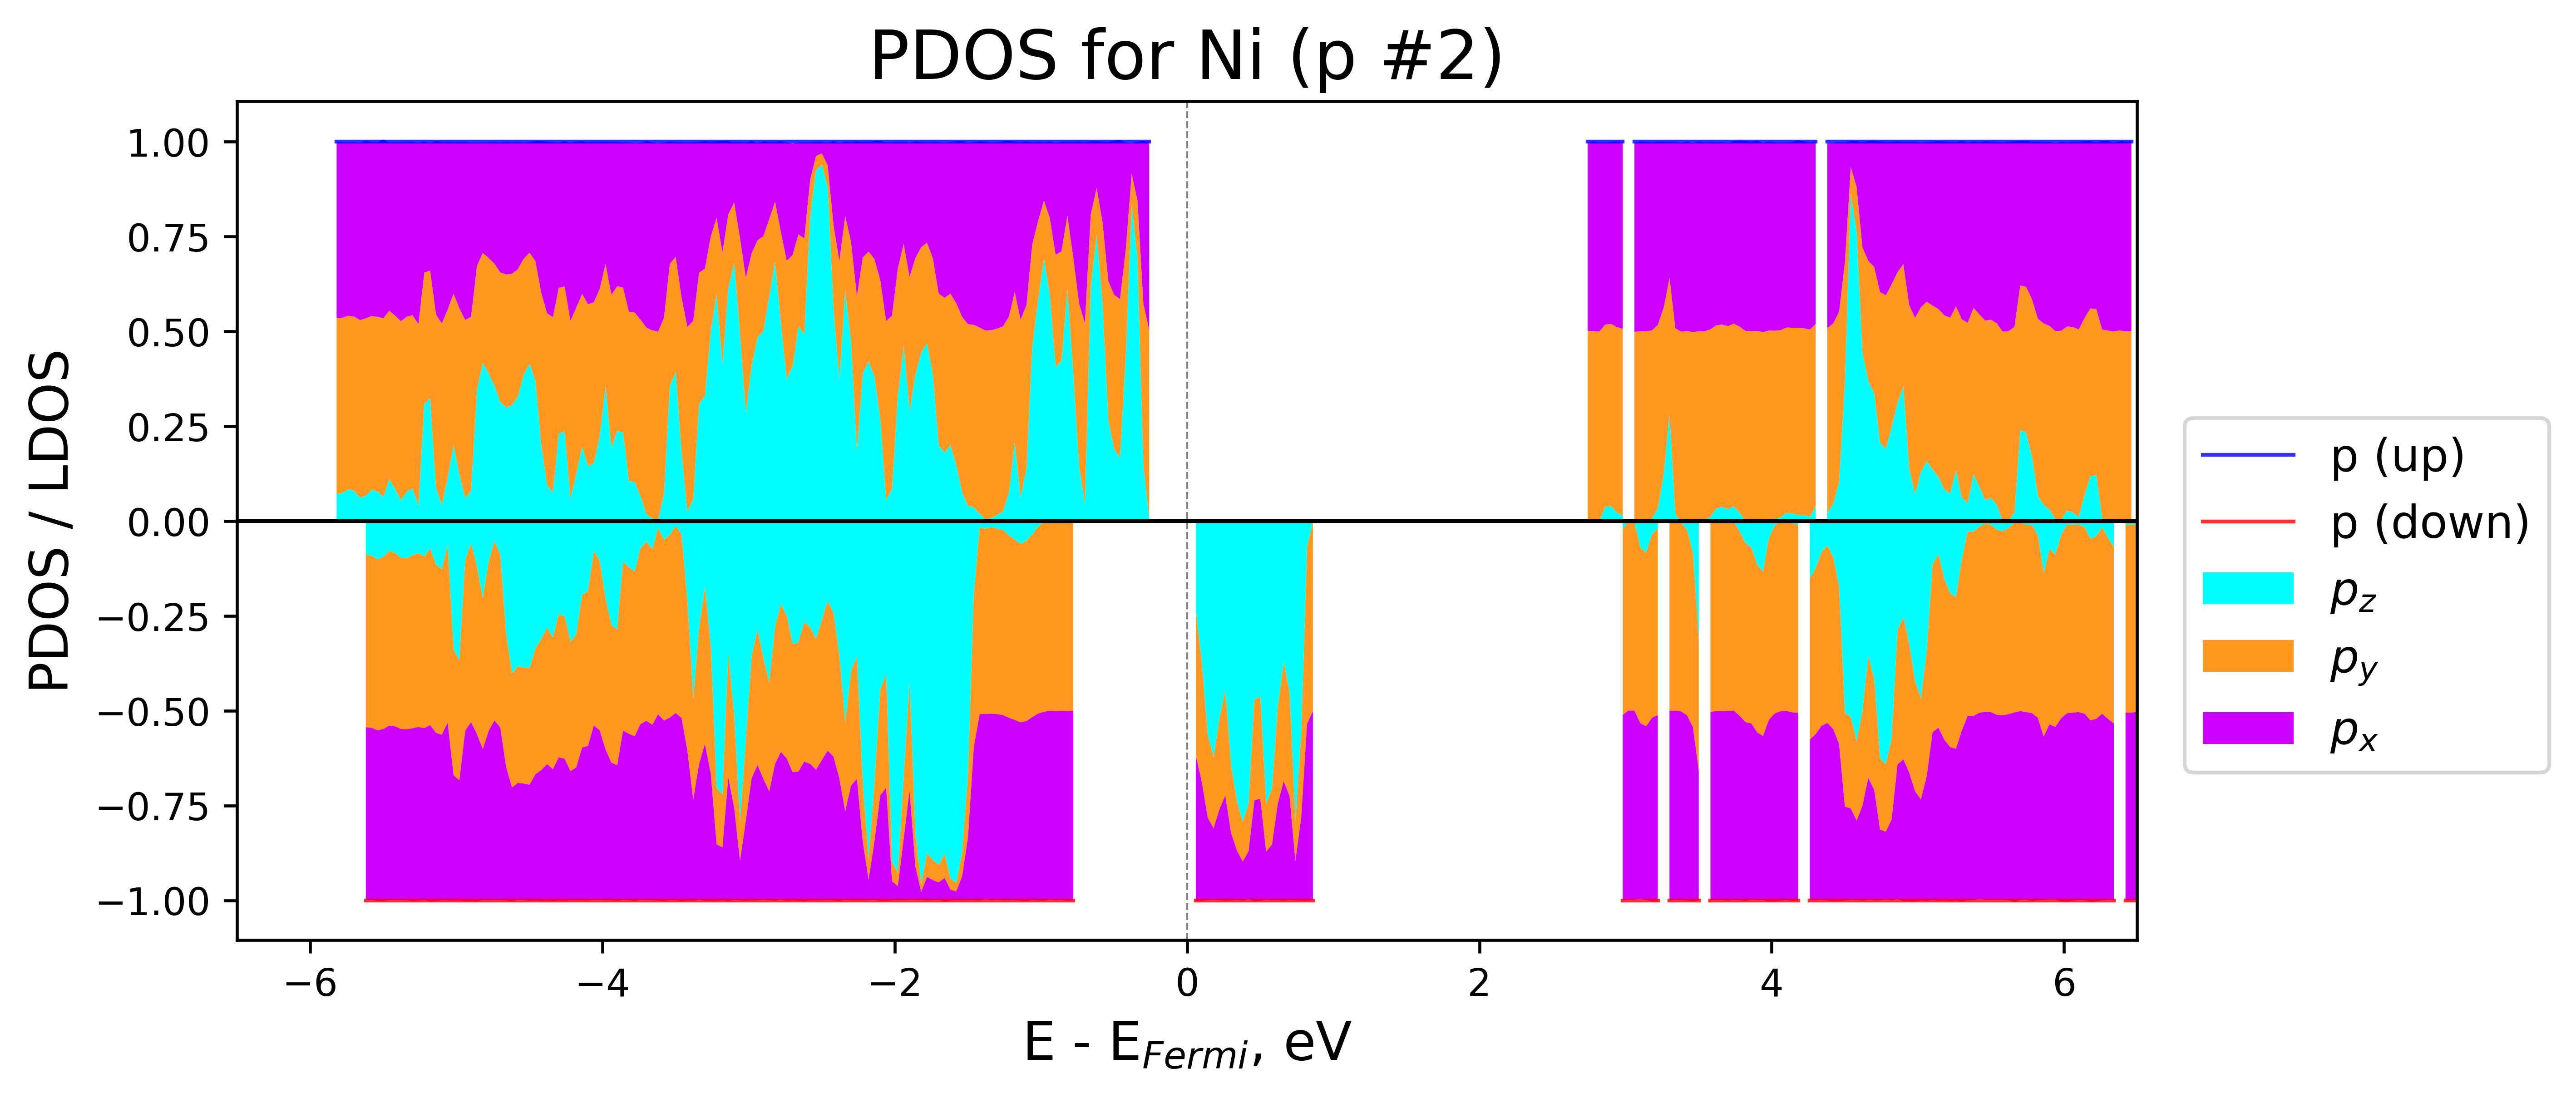 PDOS for Ni (p #2)
PDOS / LDOS
1.00
0.75
0.50
0.25
0.00
−0.25
−0.50
−0.75
−1.00
−6
−4
−2
0
2
4
6
E - E_Fermi, eV
p (up)
p (down)
p_z
p_y
p_x